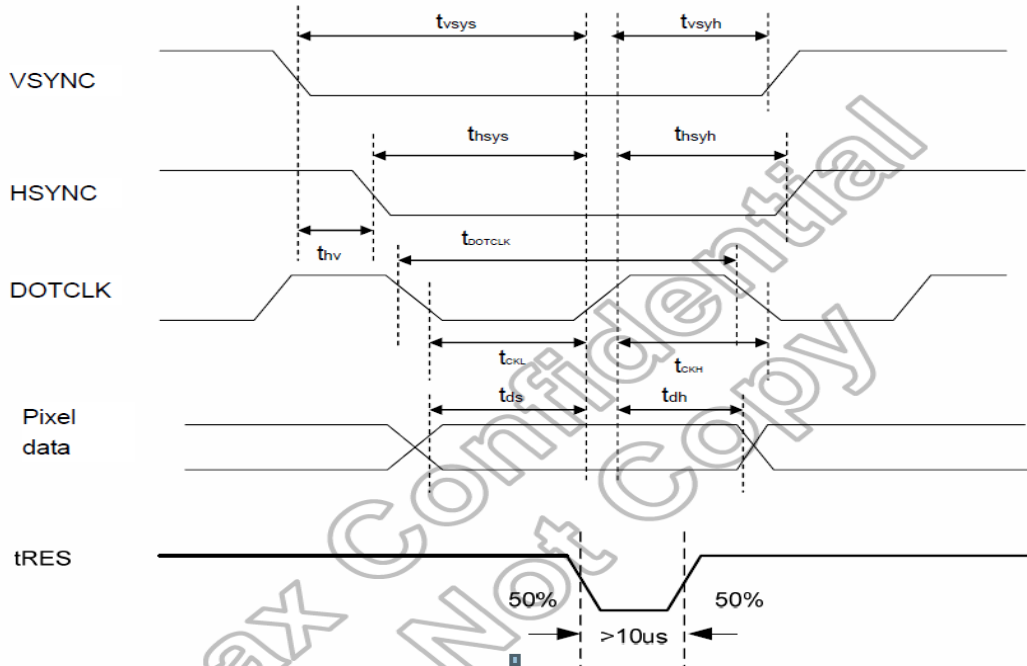 tvsys
tvsyh
VSYNC
thsys
thsyh
HSYNC
thv
tDOTCLK
DOTCLK
tCKL
tCKH
tds
tdh
Pixel
data
tRES
50%
50%
>10us
ax Confidential
Not Copy